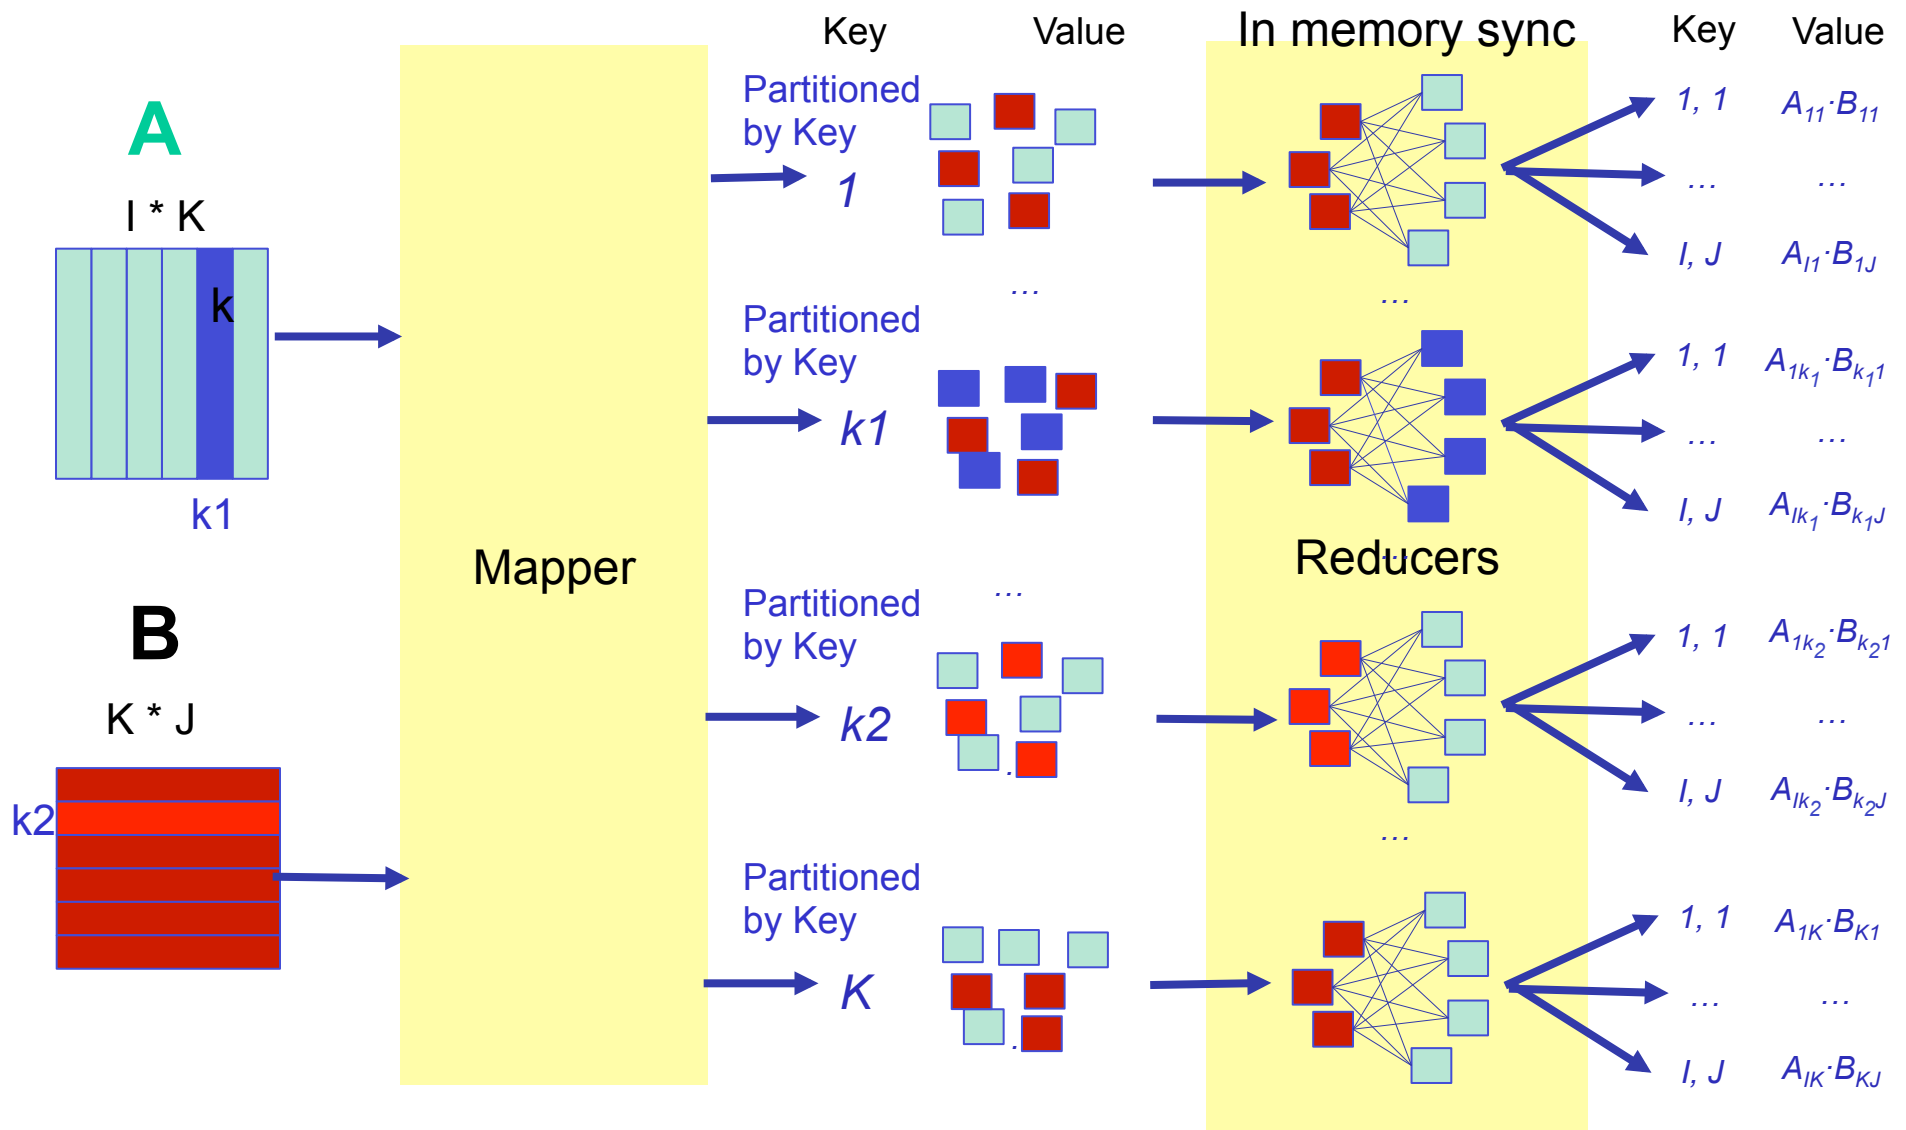 Key Value In memory sync Key Value
A
I * K
k
k1
B
K * J
k2
Mapper
Partitioned
by Key
1
...
Partitioned
by Key
k1
...
Partitioned
by Key
k2
.
Partitioned
by Key
K
.
...
...
Reducers
...
1, 1 A11·B11
... ...
I, J AI1·B1J
1, 1 A1k1·Bk11
... ...
I, J AIk1·Bk1J
1, 1 A1k2·Bk21
... ...
I, J AIk2·Bk2J
1, 1 A1K·BK1
... ...
I, J AIK·BKJ